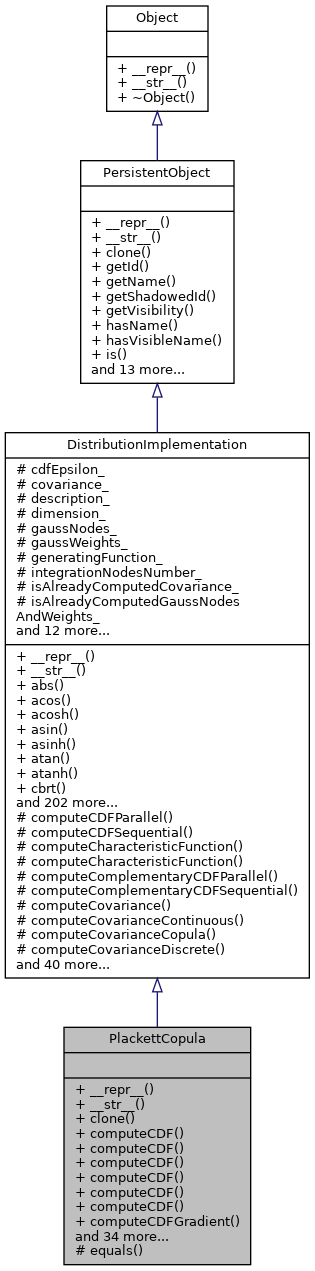 Object
+ __repr__()
+ __str__()
+ ~Object()
PersistentObject
+ __repr__()
+ __str__()
+ clone()
+ getId()
+ getName()
+ getShadowedId()
+ getVisibility()
+ hasName()
+ hasVisibleName()
+ is()
and 13 more...
DistributionImplementation
# cdfEpsilon_
# covariance_
# description_
# dimension_
# gaussNodes_
# gaussWeights_
# generatingFunction_
# integrationNodesNumber_
# isAlreadyComputedCovariance_
# isAlreadyComputedGaussNodes
AndWeights_
and 12 more...
+ __repr__()
+ __str__()
+ abs()
+ acos()
+ acosh()
+ asin()
+ asinh()
+ atan()
+ atanh()
+ cbrt()
and 202 more...
# computeCDFParallel()
# computeCDFSequential()
# computeCharacteristicFunction()
# computeCharacteristicFunction()
# computeComplementaryCDFParallel()
# computeComplementaryCDFSequential()
# computeCovariance()
# computeCovarianceContinuous()
# computeCovarianceCopula()
# computeCovarianceDiscrete()
and 40 more...
PlackettCopula
+ __repr__()
+ __str__()
+ clone()
+ computeCDF()
+ computeCDF()
+ computeCDF()
+ computeCDF()
+ computeCDF()
+ computeCDF()
+ computeCDFGradient()
and 34 more...
# equals()